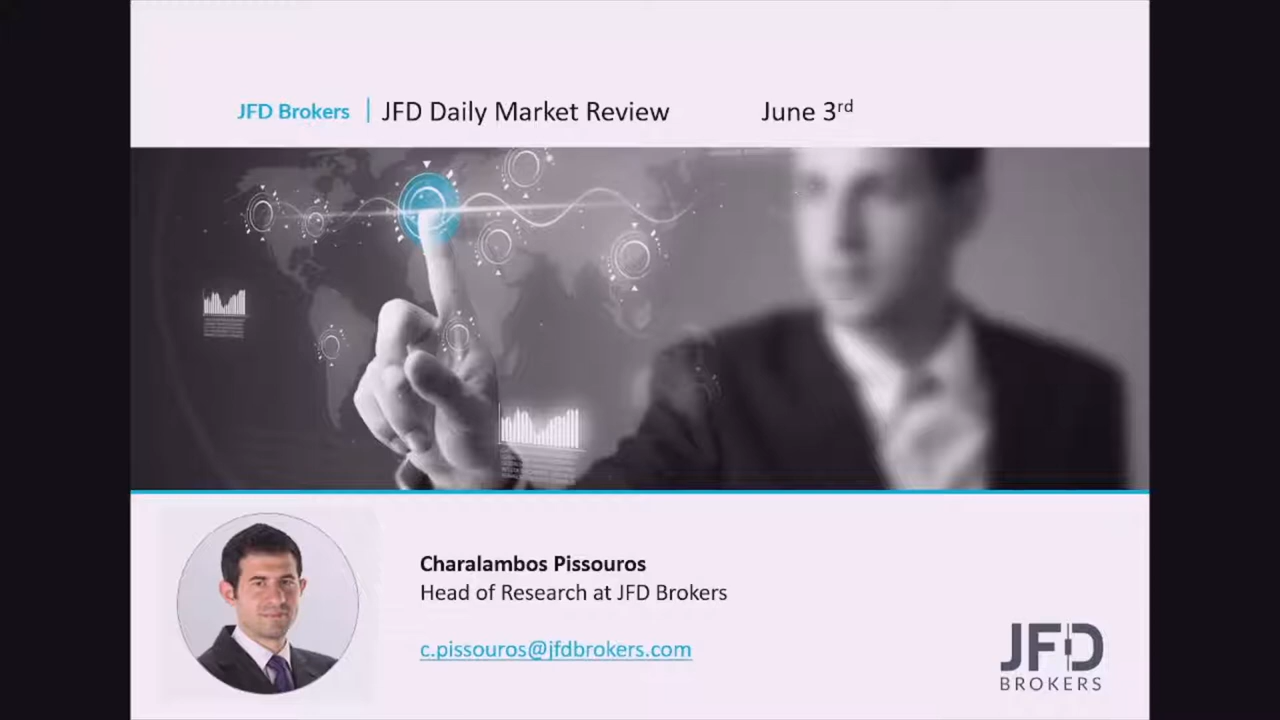 JFD Brokers | JFD Daily Market Review June 3rd
Charalambos Pissouros
Head of Research at JFD Brokers
c.pissouros@jfdbrokers.com
JFD
BROKERS